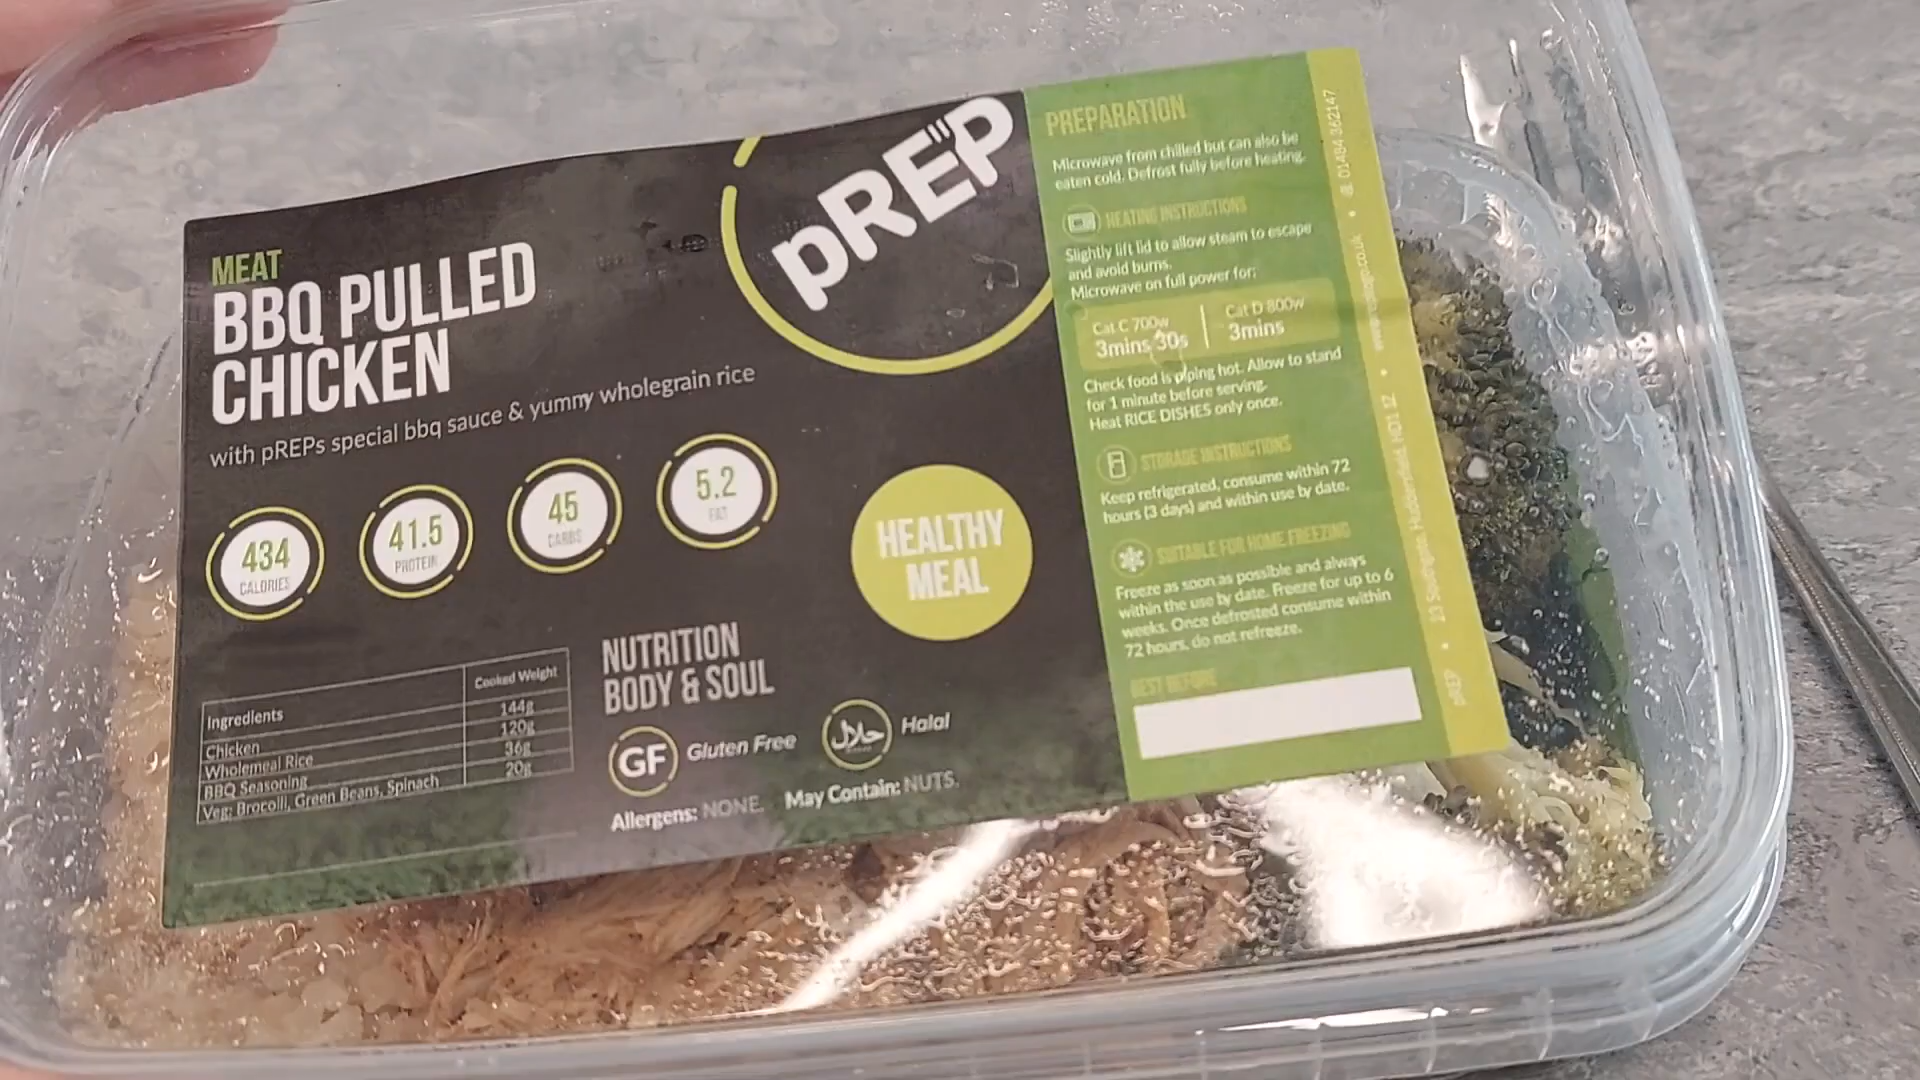 MEAT
BBQ PULLED
CHICKEN
with pREPs special bbq sauce & yummy wholegrain rice
434
CALORIES
41.5
PROTEIN
45
CARBS
5.2
FAT
Ingredients Cooked Weight
Chicken 144g
Wholemeal Rice 120g
BBQ Seasoning 36g
Veg: Brocolli, Green Beans, Spinach 20g
NUTRITION
BODY & SOUL
GF Gluten Free
حلال Halal
Allergens: NONE. May Contain: NUTS.
pREP
HEALTHY
MEAL
PREPARATION
Microwave from chilled but can also be
eaten cold. Defrost fully before heating.
HEATING INSTRUCTIONS
Slightly lift lid to allow steam to escape
and avoid burns.
Microwave on full power for:
Cat C 700w
3mins 30s
Cat D 800w
3mins
Check food is piping hot. Allow to stand
for 1 minute before serving.
Heat RICE DISHES only once.
STORAGE INSTRUCTIONS
Keep refrigerated, consume within 72
hours (3 days) and within use by date.
SUITABLE FOR HOME FREEZING
Freeze as soon as possible and always
within the use by date. Freeze for up to 6
weeks. Once defrosted consume within
72 hours, do not refreeze.
BEST BEFORE
pREP • Huddersfield HD1 • 01484 362147